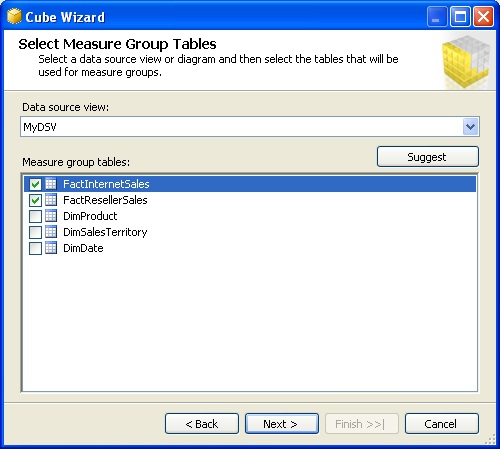 Cube Wizard
Select Measure Group Tables
Select a data source view or diagram and then select the tables that will be
used for measure groups.
Data source view:
MyDSV
Suggest
Measure group tables:
FactInternetSales
FactResellerSales
DimProduct
DimSalesTerritory
DimDate
< Back
Next >
Finish >>|
Cancel